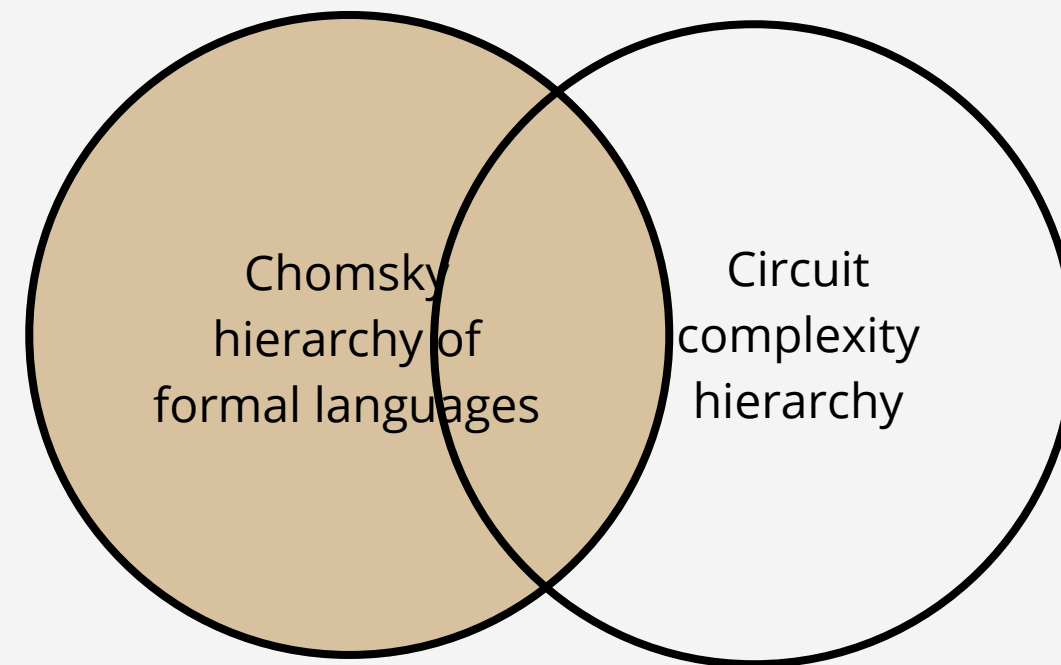 Chomsky
hierarchy of
formal languages
Circuit
complexity
hierarchy